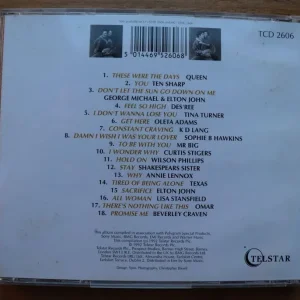 TCD 2606
5 014469 526068
1. THESE WERE THE DAYS QUEEN
2. YOU TEN SHARP
3. DON'T LET THE SUN GO DOWN ON ME
GEORGE MICHAEL & ELTON JOHN
4. FEEL SO HIGH DES'REE
5. I DON'T WANNA LOSE YOU TINA TURNER
6. GET HERE OLETA ADAMS
7. CONSTANT CRAVING K D LANG
8. DAMN I WISH I WAS YOUR LOVER SOPHIE B HAWKINS
9. TO BE WITH YOU MR BIG
10. I WONDER WHY CURTIS STIGERS
11. HOLD ON WILSON PHILLIPS
12. STAY SHAKESPEARS SISTER
13. WHY ANNIE LENNOX
14. TIRED OF BEING ALONE TEXAS
15. SACRIFICE ELTON JOHN
16. ALL WOMAN LISA STANSFIELD
17. THERE'S NOTHING LIKE THIS OMAR
18. PROMISE ME BEVERLEY CRAVEN
TELSTAR